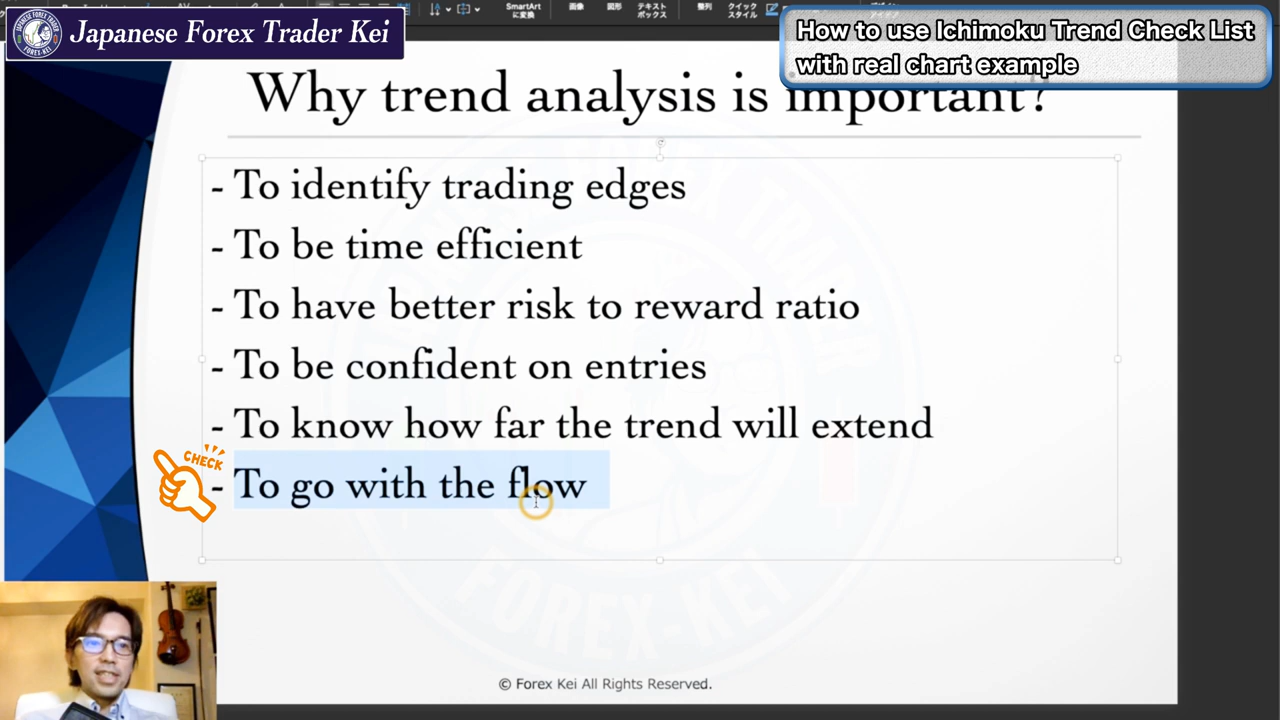 SmartArt
に変換
画像
図形
テキスト
ボックス
整列
クイック
スタイル
Japanese Forex Trader Kei
How to use Ichimoku Trend Check List
with real chart example
Why trend analysis is important?
- To identify trading edges
- To be time efficient
- To have better risk to reward ratio
- To be confident on entries
- To know how far the trend will extend
CHECK
- To go with the flow
FOREX-KEI
© Forex Kei All Rights Reserved.